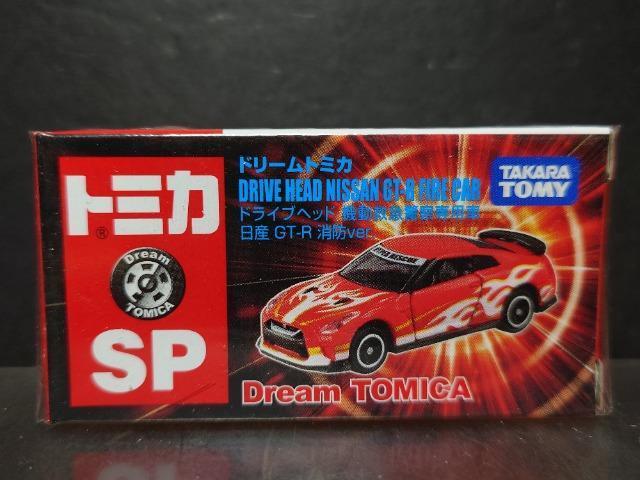 トミカ
®
Dream
TOMICA
SP
ドリームトミカ
DRIVE HEAD NISSAN GT-R FIRE CAR
ドライブヘッド 機動救急警察専用車
日産 GT-R 消防ver.
TAKARA
TOMY
HYPER RESCUE
Dream TOMICA